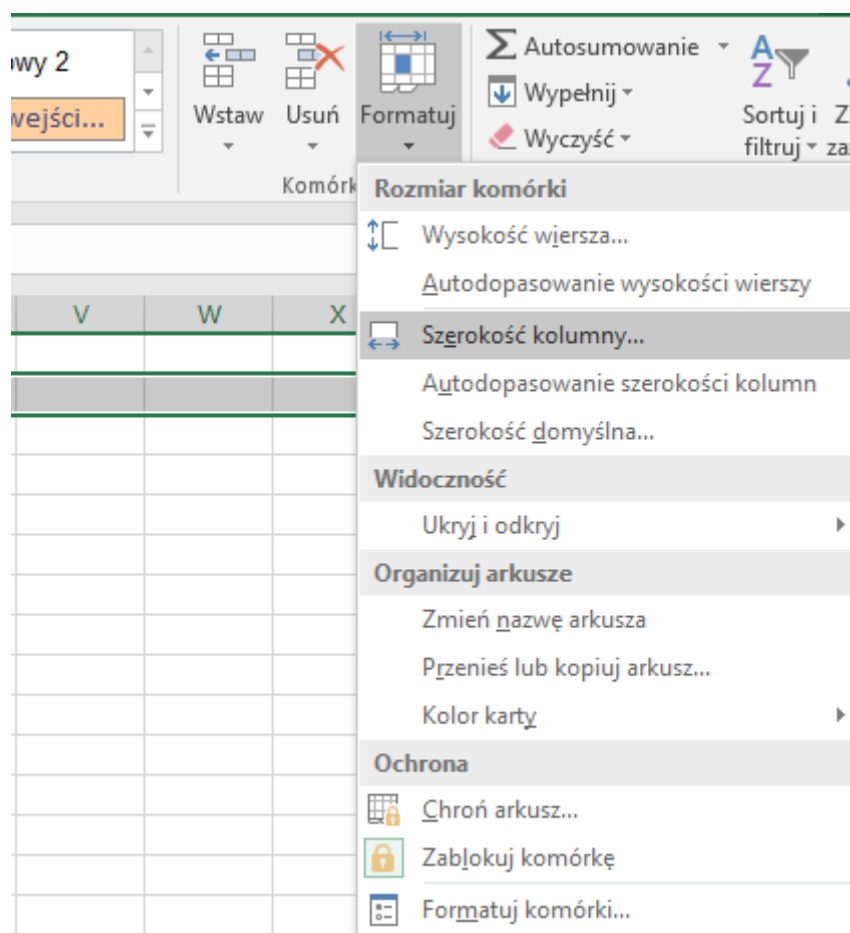 owy 2
wejści...
Wstaw
Usuń
Formatuj
Komórk
Autosumowanie
Wypełnij
Wyczyść
Sortuj i
filtruj
Rozmiar komórki
Wysokość wiersza...
Autodopasowanie wysokości wierszy
Szerokość kolumny...
Autodopasowanie szerokości kolumn
Szerokość domyślna...
Widoczność
Ukryj i odkryj
Organizuj arkusze
Zmień nazwę arkusza
Przenieś lub kopiuj arkusz...
Kolor karty
Ochrona
Chroń arkusz...
Zablokuj komórkę
Formatuj komórki...
V W X